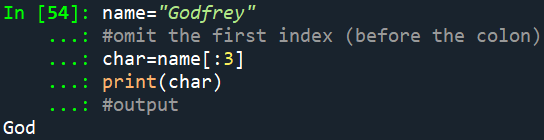 In [54]: name="Godfrey"
    ...: #omit the first index (before the colon)
    ...: char=name[:3]
    ...: print(char)
    ...: #output
God